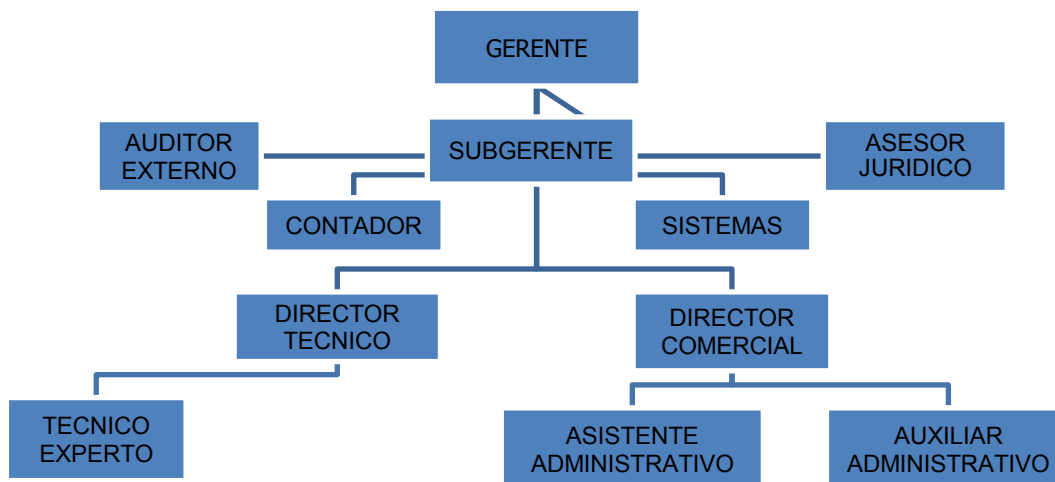 GERENTE
AUDITOR
EXTERNO
SUBGERENTE
ASESOR
JURIDICO
CONTADOR
SISTEMAS
DIRECTOR
TECNICO
DIRECTOR
COMERCIAL
TECNICO
EXPERTO
ASISTENTE
ADMINISTRATIVO
AUXILIAR
ADMINISTRATIVO